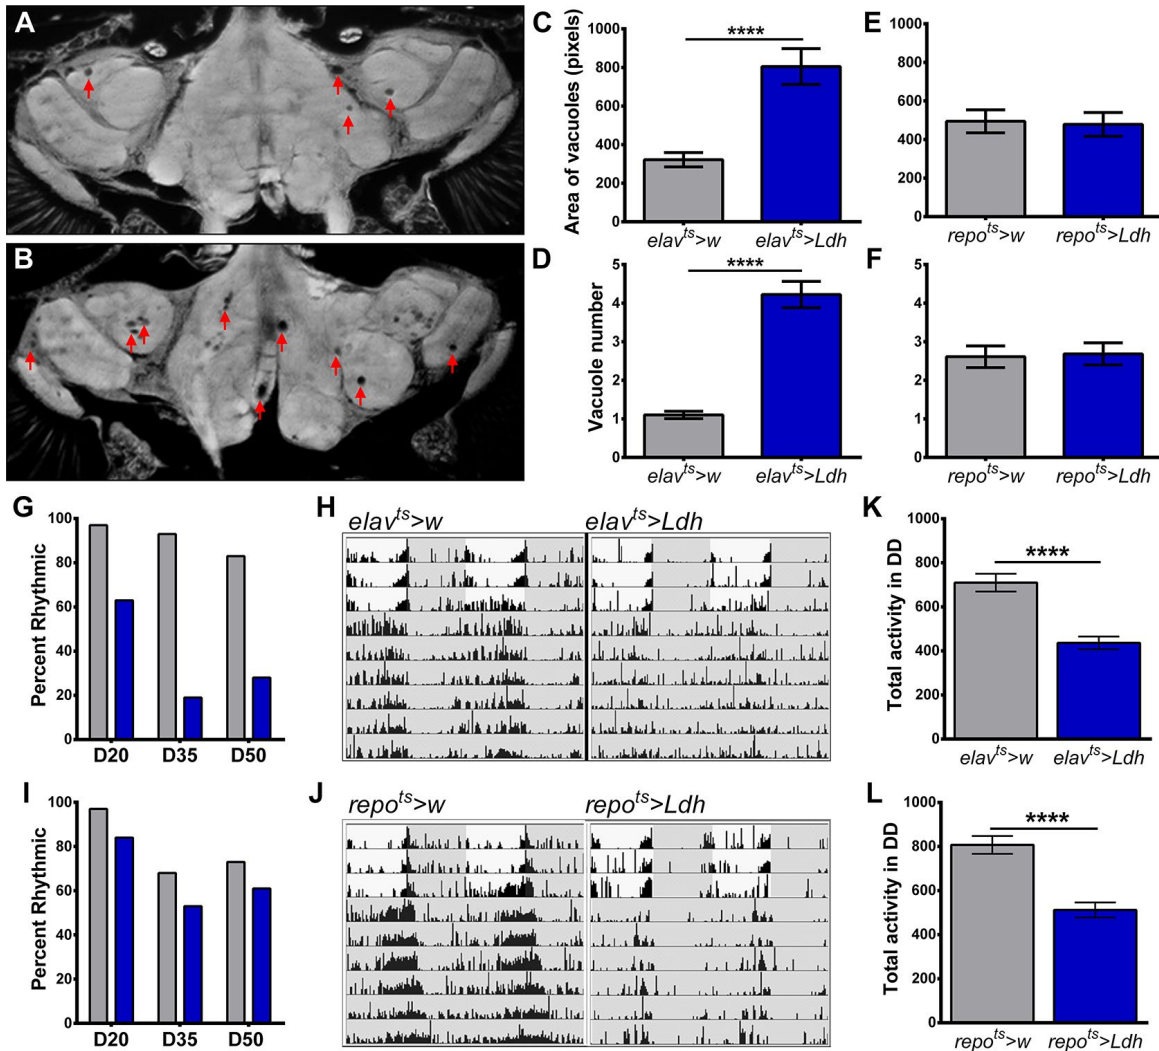 A
B
C
Area of vacuoles (pixels)
1000
800
600
400
200
0
****
elav^ts>w
elav^ts>Ldh
E
1000
800
600
400
200
0
repo^ts>w
repo^ts>Ldh
D
Vacuole number
5
4
3
2
1
0
****
elav^ts>w
elav^ts>Ldh
F
5
4
3
2
1
0
repo^ts>w
repo^ts>Ldh
G
Percent Rhythmic
100
80
60
40
20
0
D20
D35
D50
H
elav^ts>w
elav^ts>Ldh
K
Total activity in DD
1000
800
600
400
200
0
****
elav^ts>w
elav^ts>Ldh
I
Percent Rhythmic
100
80
60
40
20
0
D20
D35
D50
J
repo^ts>w
repo^ts>Ldh
L
Total activity in DD
1000
800
600
400
200
0
****
repo^ts>w
repo^ts>Ldh